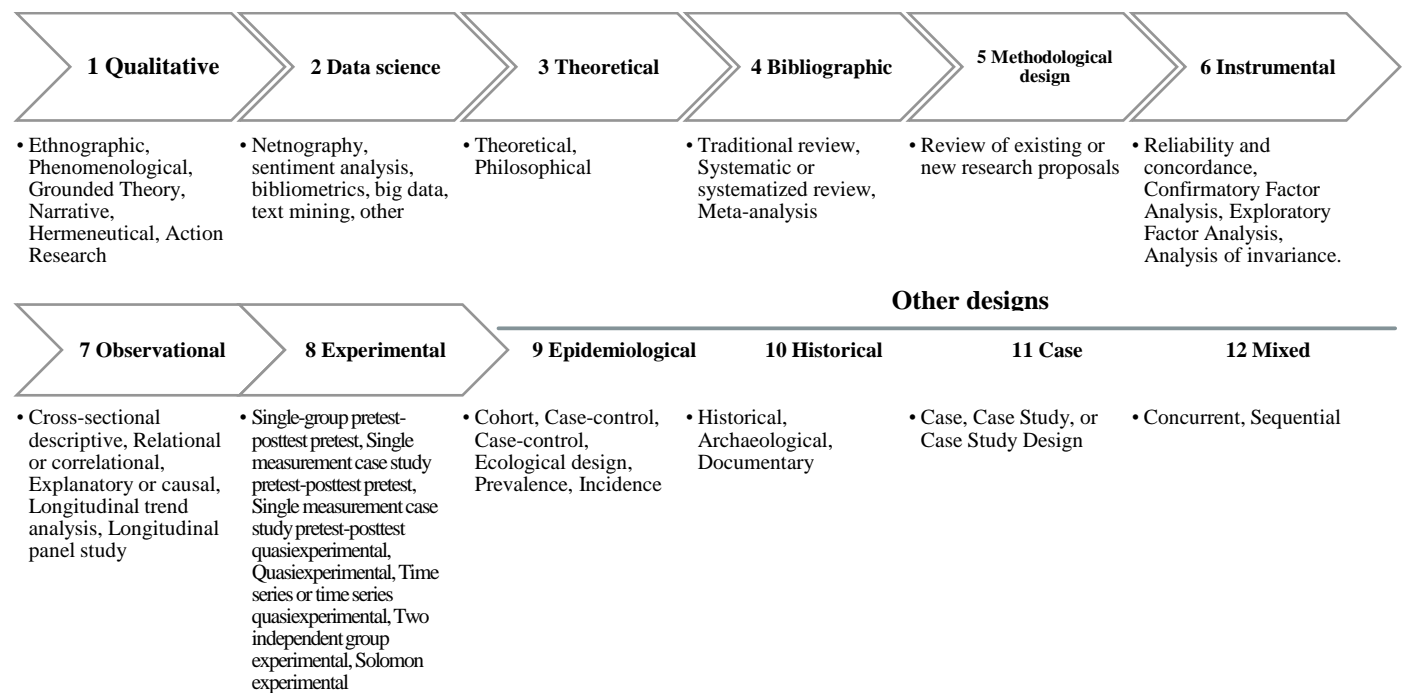 1 Qualitative
2 Data science
3 Theoretical
4 Bibliographic
5 Methodological
design
6 Instrumental
• Ethnographic,
Phenomenological,
Grounded Theory,
Narrative,
Hermeneutical, Action
Research
• Netnography,
sentiment analysis,
bibliometrics, big data,
text mining, other
• Theoretical,
Philosophical
• Traditional review,
Systematic or
systematized review,
Meta-analysis
• Review of existing or
new research proposals
• Reliability and
concordance,
Confirmatory Factor
Analysis, Exploratory
Factor Analysis,
Analysis of invariance.
Other designs
7 Observational
8 Experimental
9 Epidemiological
10 Historical
11 Case
12 Mixed
• Cross-sectional
descriptive, Relational
or correlational,
Explanatory or causal,
Longitudinal trend
analysis, Longitudinal
panel study
• Single-group pretest-
posttest pretest, Single
measurement case study
pretest-posttest pretest,
Single measurement case
study pretest-posttest
quasiexperimental,
Quasiexperimental, Time
series or time series
quasiexperimental, Two
independent group
experimental, Solomon
experimental
• Cohort, Case-control,
Case-control,
Ecological design,
Prevalence, Incidence
• Historical,
Archaeological,
Documentary
• Case, Case Study, or
Case Study Design
• Concurrent, Sequential